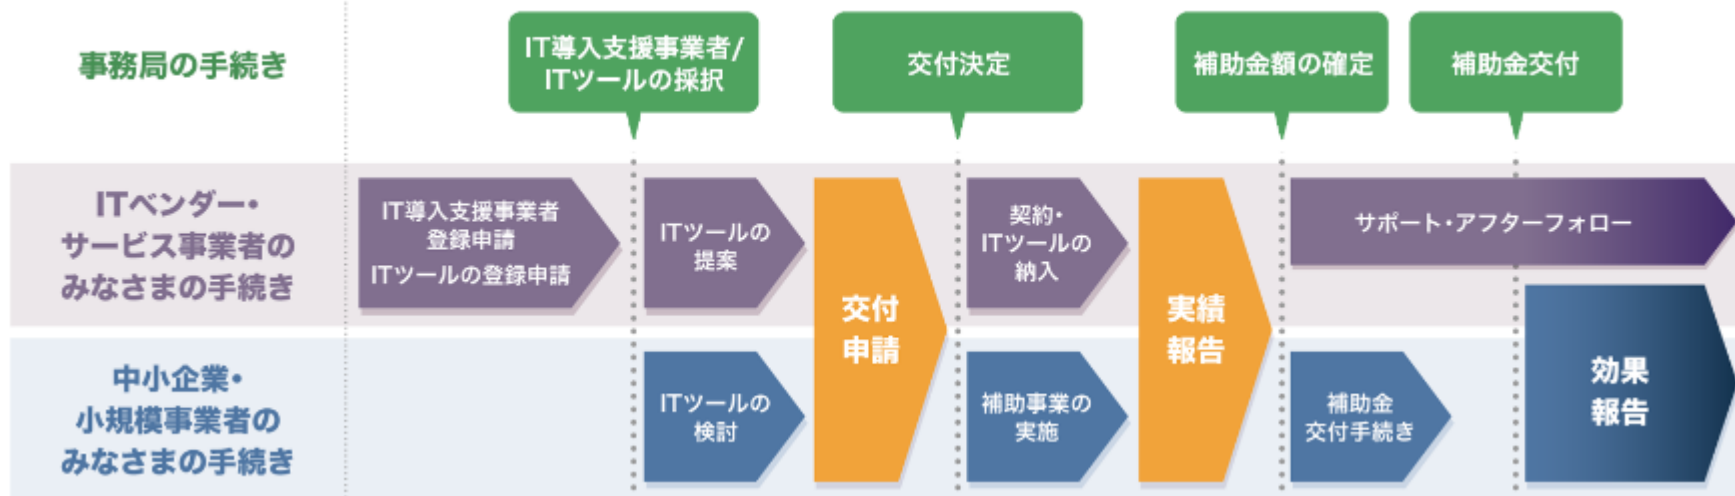 事務局の手続き
IT導入支援事業者/
ITツールの採択
交付決定
補助金額の確定
補助金交付
ITベンダー・
サービス事業者の
みなさまの手続き
IT導入支援事業者
登録申請
ITツールの登録申請
ITツールの
提案
交付
申請
契約・
ITツールの
納入
実績
報告
サポート・アフターフォロー
中小企業・
小規模事業者の
みなさまの手続き
ITツールの
検討
補助事業の
実施
補助金
交付手続き
効果
報告